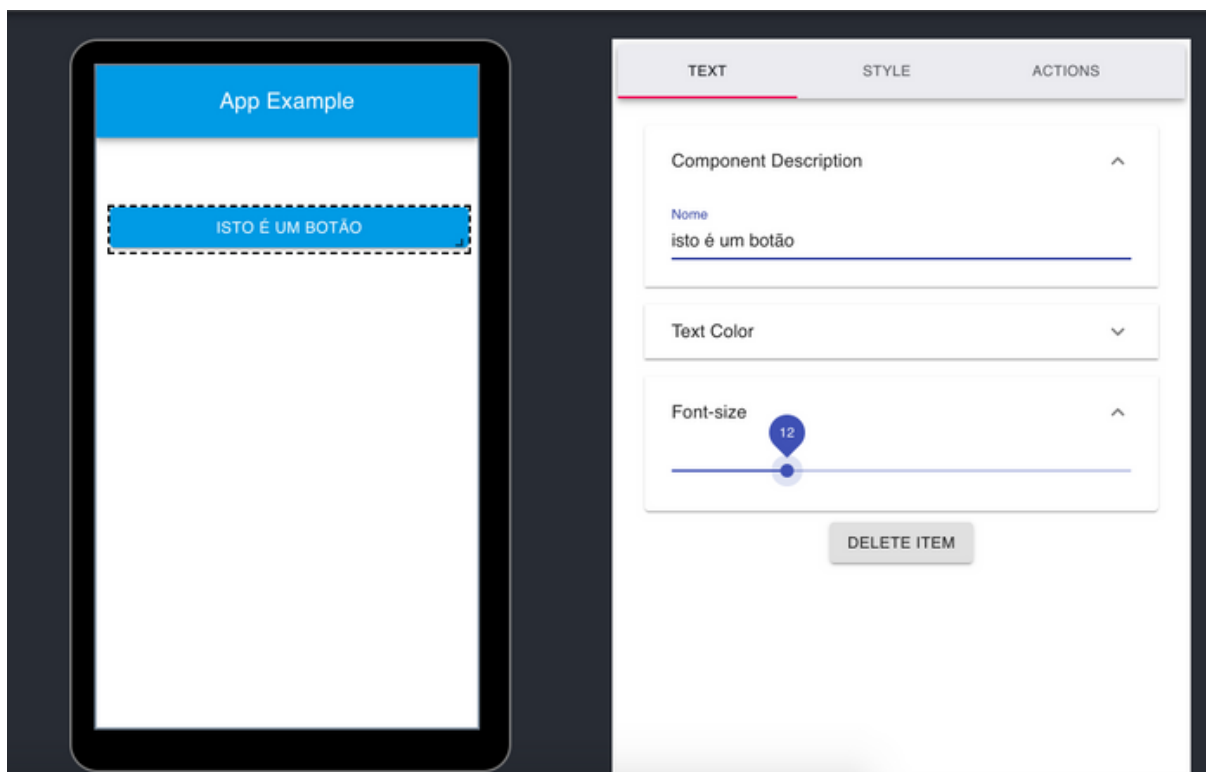 App Example
ISTO É UM BOTÃO
TEXT STYLE ACTIONS
Component Description
Nome
isto é um botão
Text Color
Font-size
12
DELETE ITEM